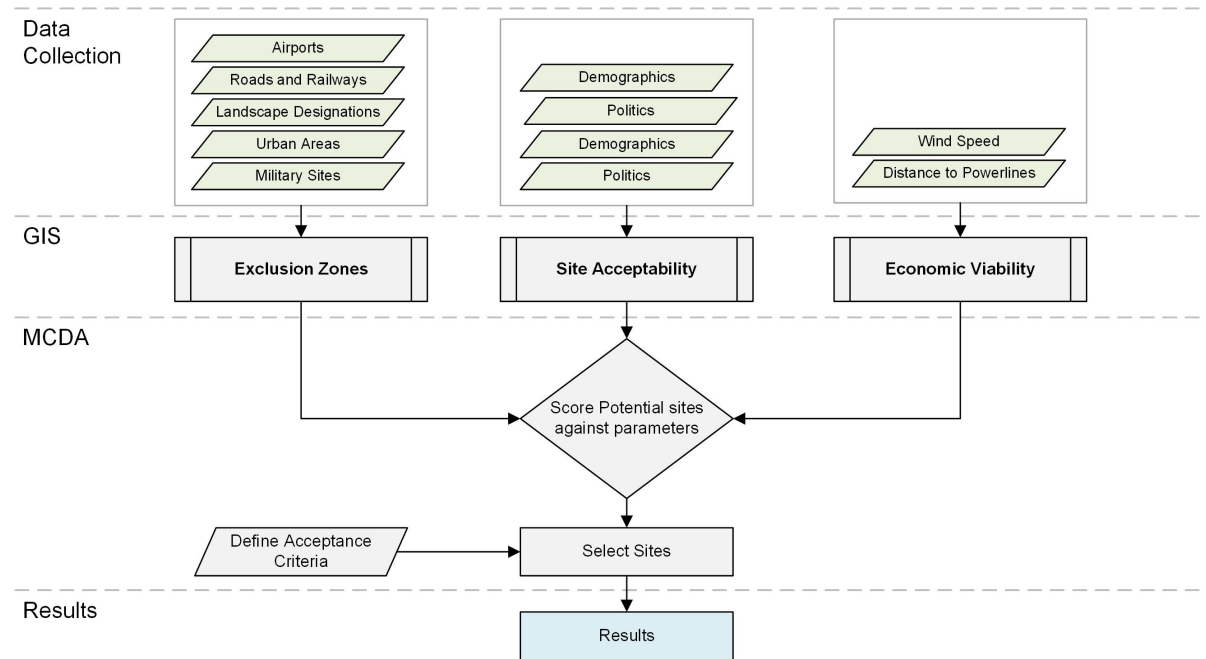 Data
Collection
Airports
Roads and Railways
Landscape Designations
Urban Areas
Military Sites
Demographics
Politics
Demographics
Politics
Wind Speed
Distance to Powerlines
GIS
Exclusion Zones
Site Acceptability
Economic Viability
MCDA
Score Potential sites
against parameters
Define Acceptance
Criteria
Select Sites
Results
Results